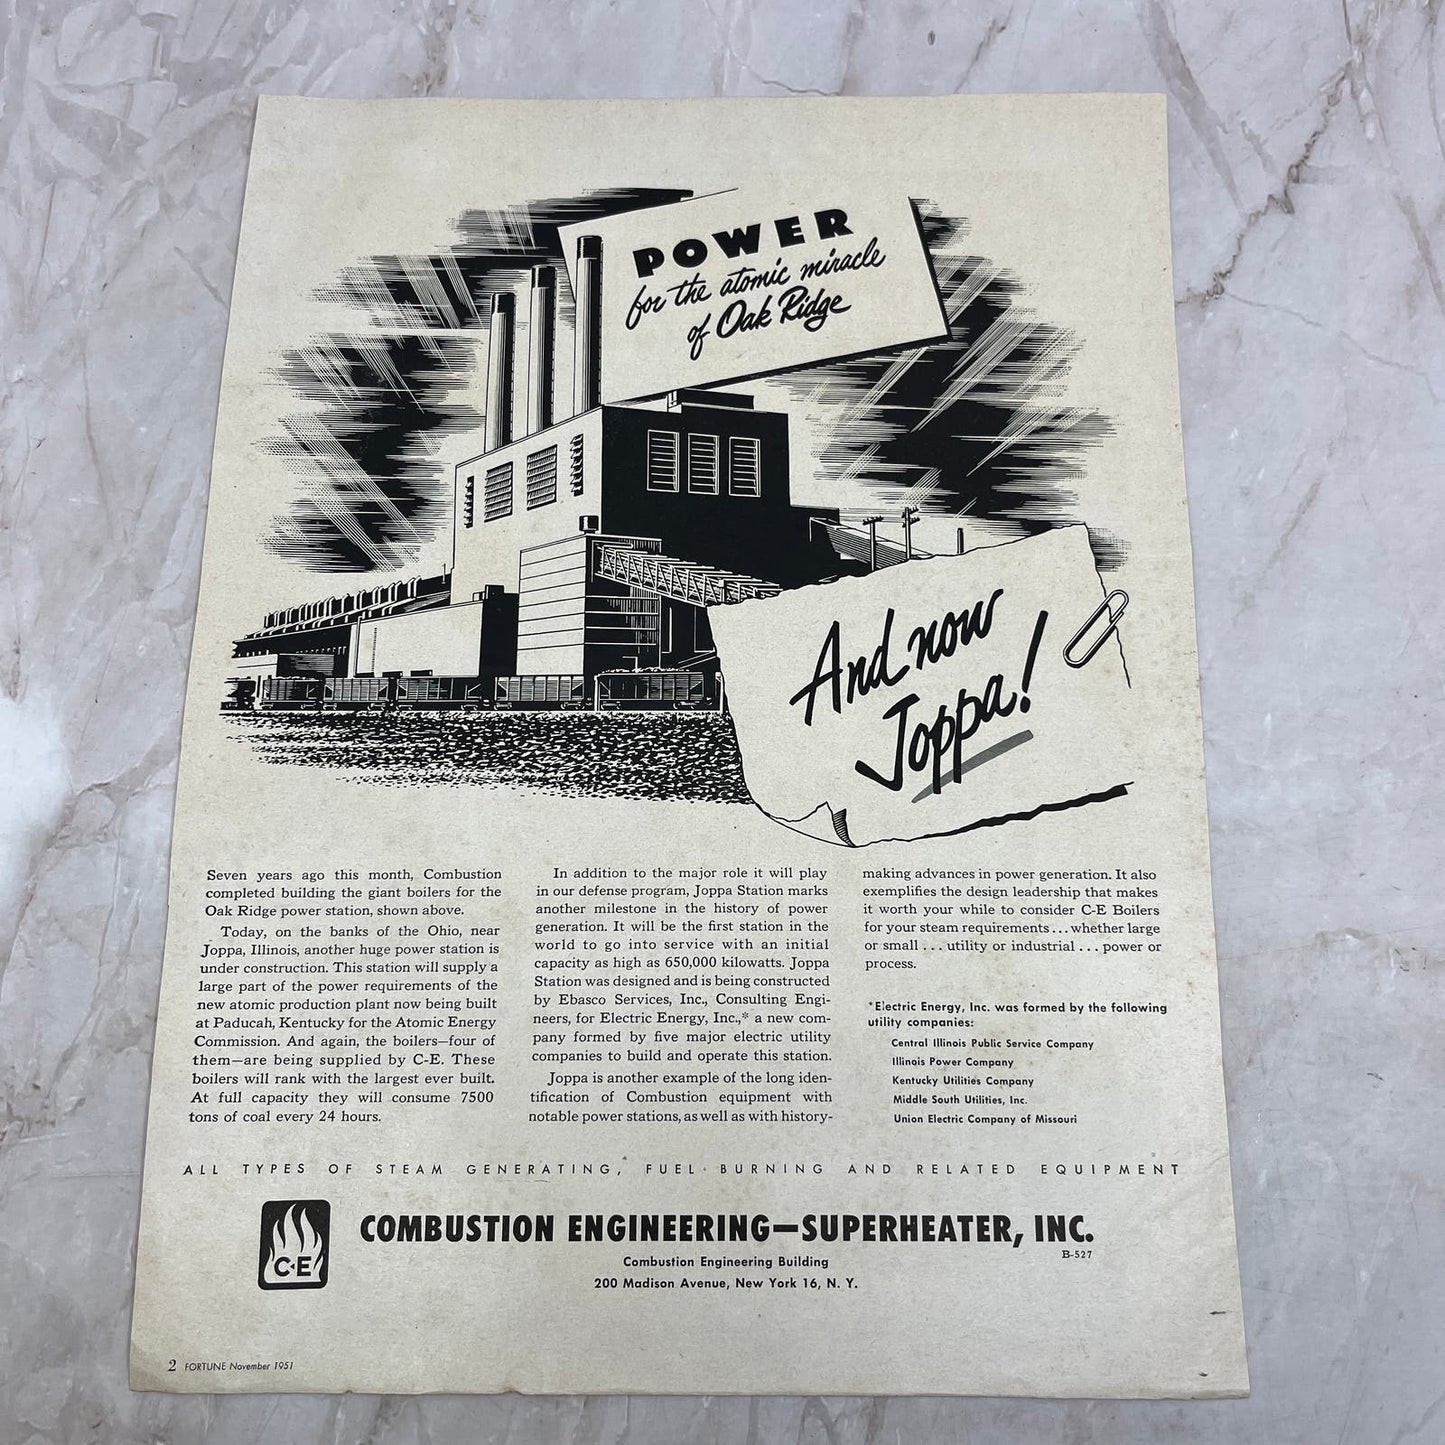 POWER
for the atomic miracle
of Oak Ridge
And now
Joppa!
Seven years ago this month, Combustion
completed building the giant boilers for the
Oak Ridge power station, shown above.
Today, on the banks of the Ohio, near
Joppa, Illinois, another huge power station is
under construction. This station will supply a
large part of the power requirements of the
new atomic production plant now being built
at Paducah, Kentucky for the Atomic Energy
Commission. And again, the boilers—four of
them—are being supplied by C-E. These
boilers will rank with the largest ever built.
At full capacity they will consume 7500
tons of coal every 24 hours.
In addition to the major role it will play
in our defense program, Joppa Station marks
another milestone in the history of power
generation. It will be the first station in the
world to go into service with an initial
capacity as high as 650,000 kilowatts. Joppa
Station was designed and is being constructed
by Ebasco Services, Inc., Consulting Engi-
neers, for Electric Energy, Inc.,* a new com-
pany formed by five major electric utility
companies to build and operate this station.
Joppa is another example of the long iden-
tification of Combustion equipment with
notable power stations, as well as with history-
making advances in power generation. It also
exemplifies the design leadership that makes
it worth your while to consider C-E Boilers
for your steam requirements . . . whether large
or small . . . utility or industrial . . . power or
process.
*Electric Energy, Inc. was formed by the following
utility companies:
Central Illinois Public Service Company
Illinois Power Company
Kentucky Utilities Company
Middle South Utilities, Inc.
Union Electric Company of Missouri
ALL TYPES OF STEAM GENERATING, FUEL BURNING AND RELATED EQUIPMENT
C-E
COMBUSTION ENGINEERING—SUPERHEATER, INC.
B-527
Combustion Engineering Building
200 Madison Avenue, New York 16, N. Y.
2 FORTUNE November 1951